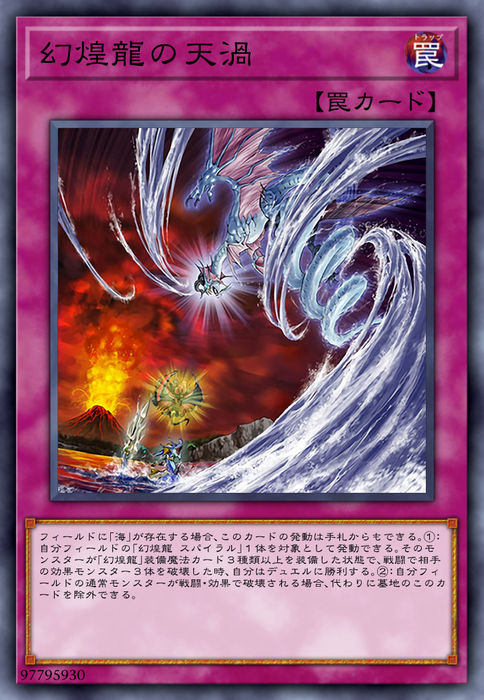 幻煌龍の天渦
トラップ
罠
【罠カード】
フィールドに「海」が存在する場合、このカードの発動は手札からもできる。①:
自分フィールドの「幻煌龍 スパイラル」1体を対象として発動できる。そのモ
ンスターが「幻煌龍」装備魔法カード3種類以上を装備した状態で、戦闘で相手
の効果モンスター3体を破壊した時、自分はデュエルに勝利する。②:自分フィ
ールドの通常モンスターが戦闘・効果で破壊される場合、代わりに墓地のこのカ
ードを除外できる。
97795930